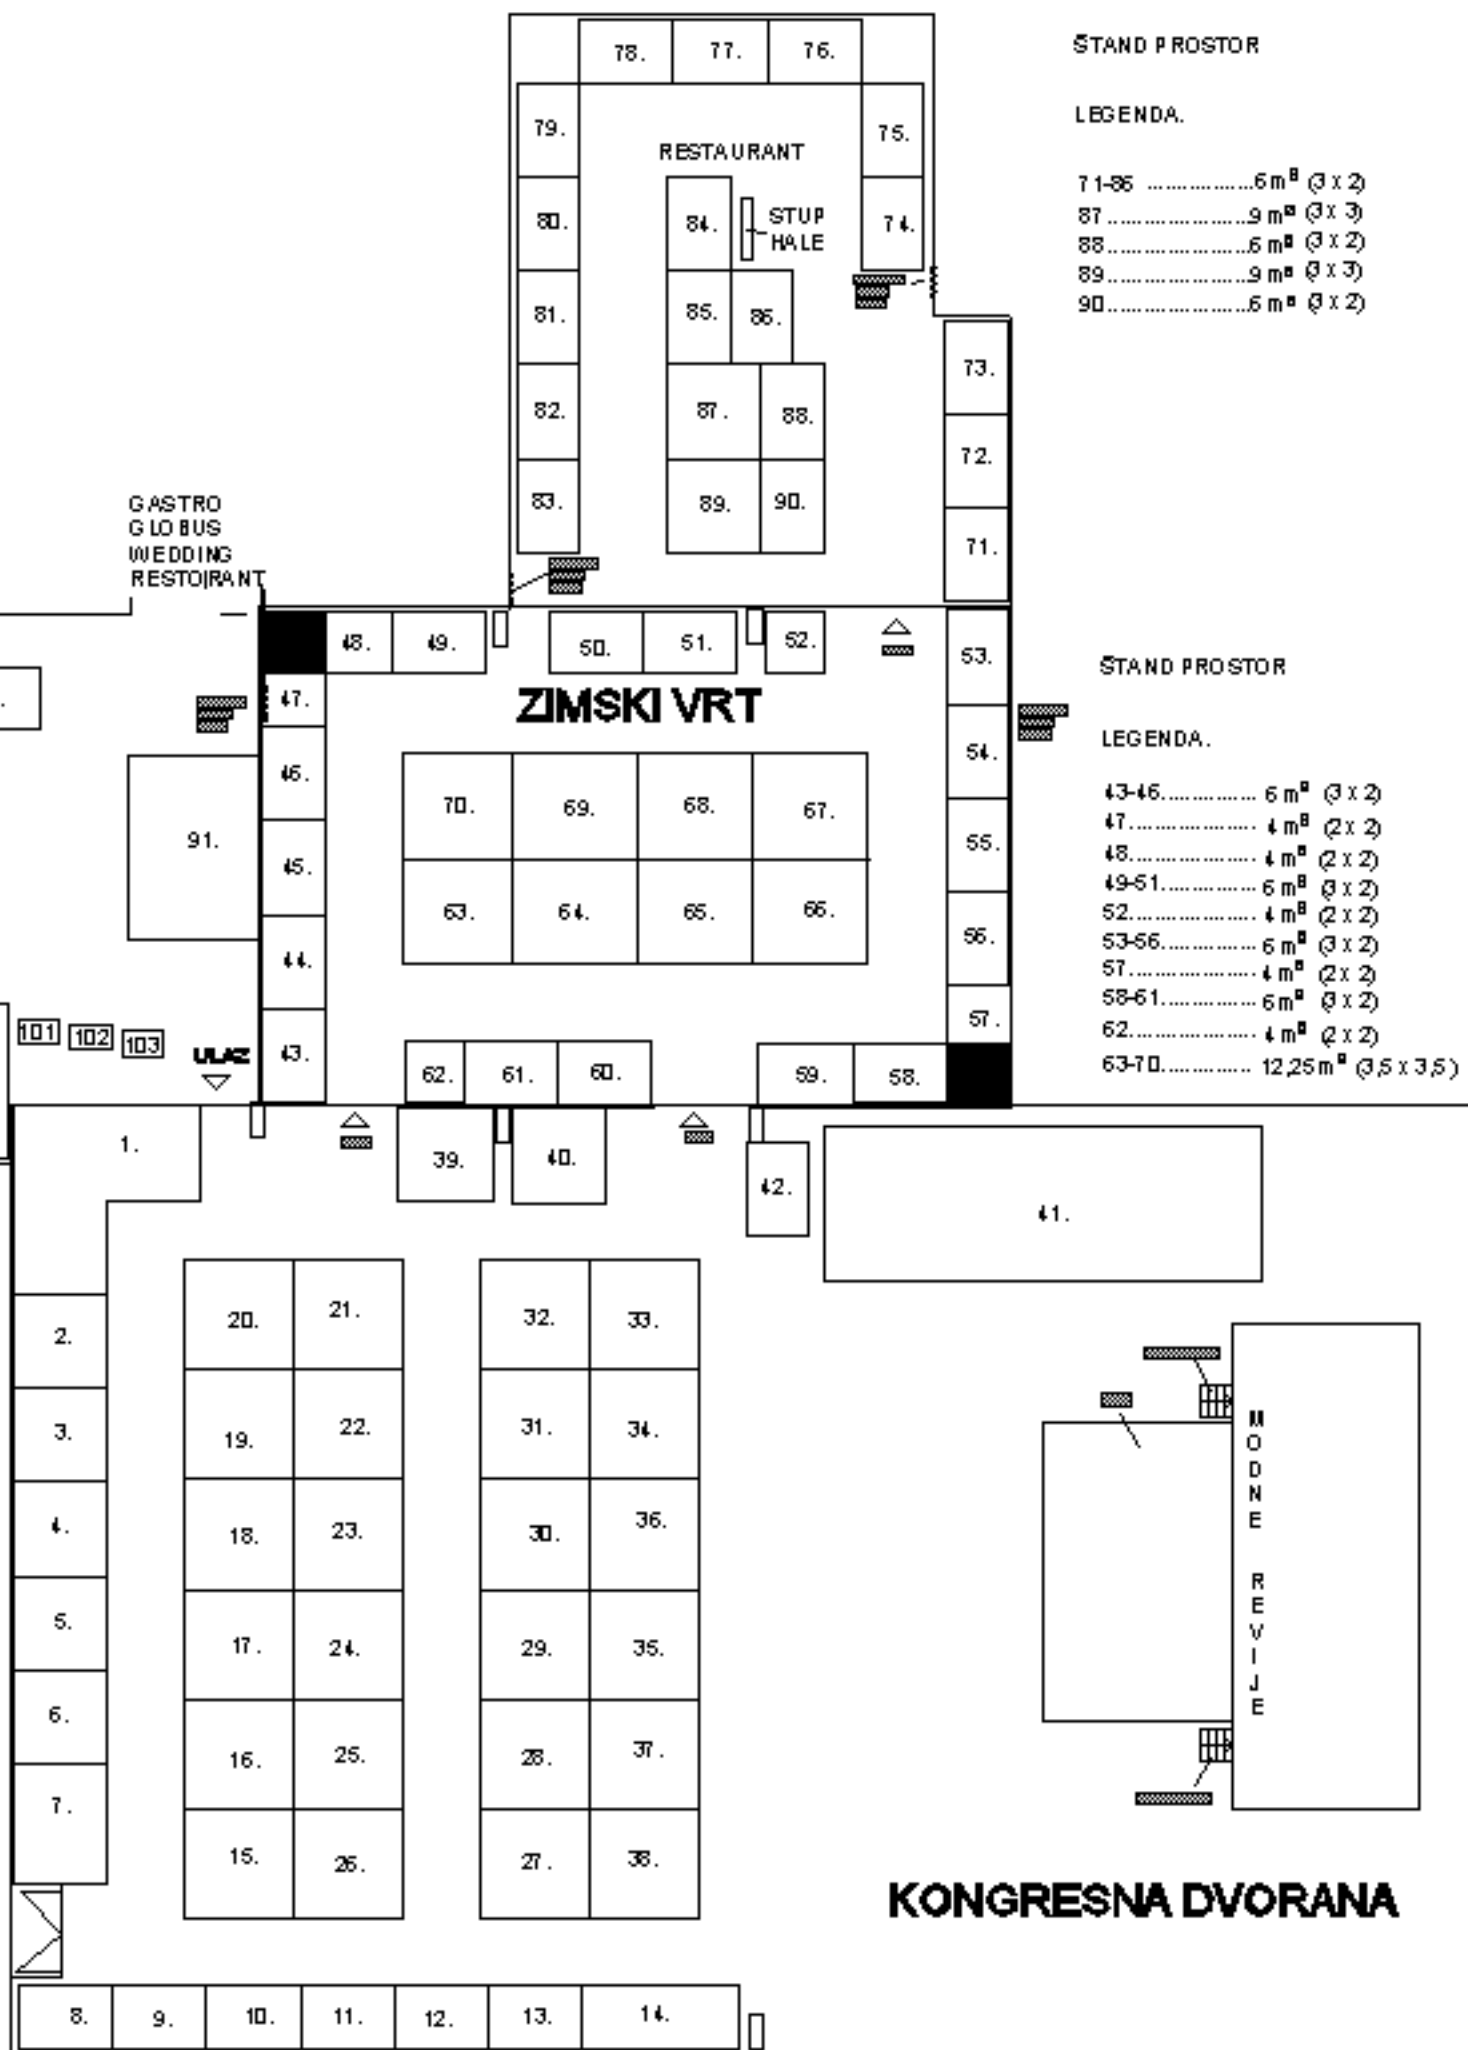 78. 77. 76.
79. 75.
RESTAURANT
80. 84. STUP 74.
HALE
81. 85. 86.
73.
82. 87. 88.
72.
83. 89. 90.
71.
STAND PROSTOR
LEGENDA.
71-86 ................6 m² (3 x 2)
87......................9 m² (3 x 3)
88......................6 m² (3 x 2)
89......................9 m² (3 x 3)
90......................6 m² (3 x 2)
GASTRO
GLOBUS
WEDDING
RESTO|RANT
48. 49. 50. 51. 52. 53.
47. ZIMSKI VRT
46. 54.
70. 69. 68. 67.
91. 45. 55.
63. 64. 65. 66.
44. 56.
57.
101 102 103
ULAZ 43. 62. 61. 60. 59. 58.
STAND PROSTOR
LEGENDA.
43-46............... 6 m² (3 x 2)
47.................... 4 m² (2 x 2)
48.................... 4 m² (2 x 2)
49-51............... 6 m² (3 x 2)
52.................... 4 m² (2 x 2)
53-56............... 6 m² (3 x 2)
57.................... 4 m² (2 x 2)
58-61............... 6 m² (3 x 2)
62.................... 4 m² (2 x 2)
63-70.............. 12,25 m² (3,5 x 3,5)
1. 39. 40. 42. 41.
2. 20. 21. 32. 33.
3. 19. 22. 31. 34.
4. 18. 23. 30. 36.
5. 17. 24. 29. 35.
6. 16. 25. 28. 37.
7. 15. 26. 27. 38.
MODNE REVIJE
KONGRESNA DVORANA
8. 9. 10. 11. 12. 13. 14.